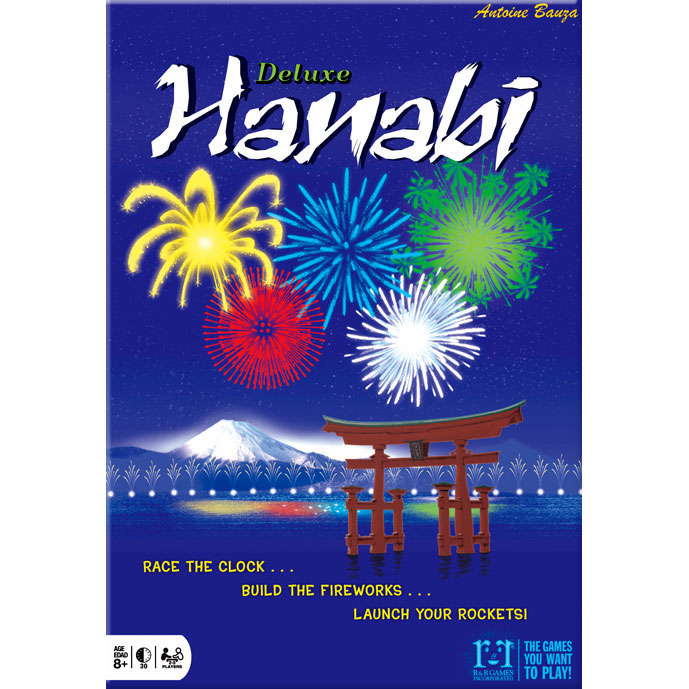 Antoine Bauza
Deluxe
Hanabi
RACE THE CLOCK . . .
BUILD THE FIREWORKS . . .
LAUNCH YOUR ROCKETS!
AGE
EDAD
8+
30
PLAYERS
R&R GAMES
INCORPORATED
THE GAMES
YOU WANT
TO PLAY!